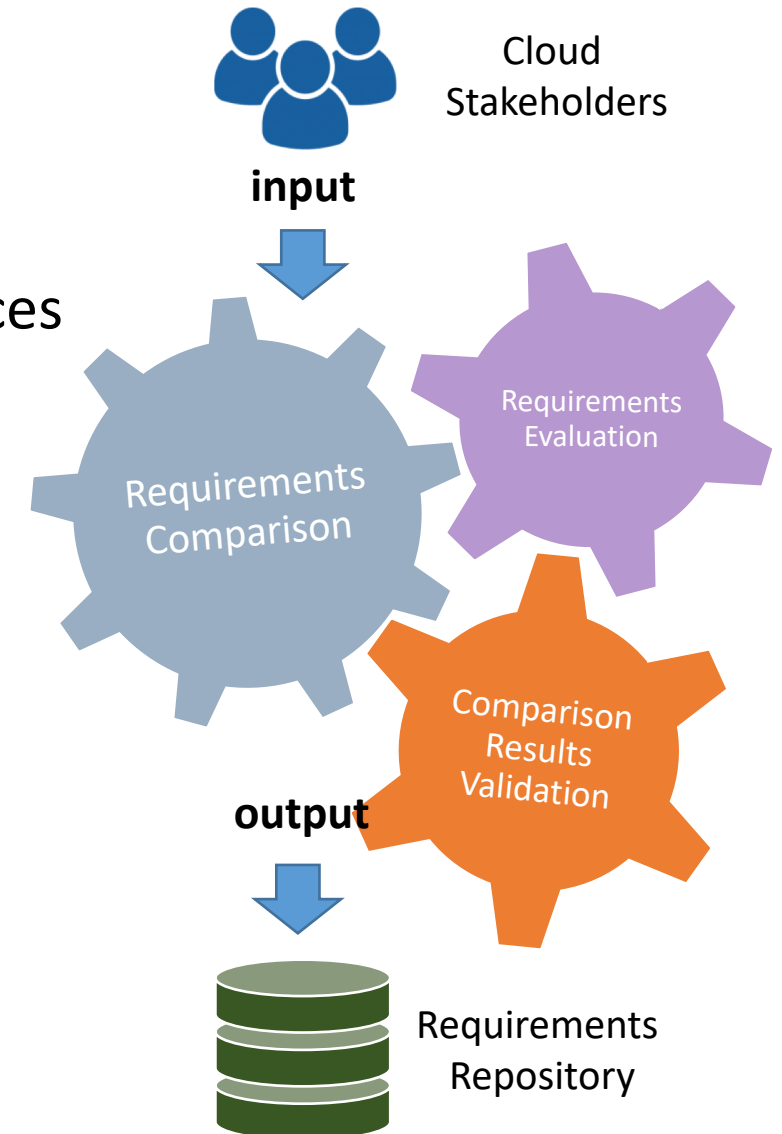 Cloud
Stakeholders
input
ces
Requirements
Evaluation
Requirements
Comparison
Comparison
Results
Validation
output
Requirements
Repository